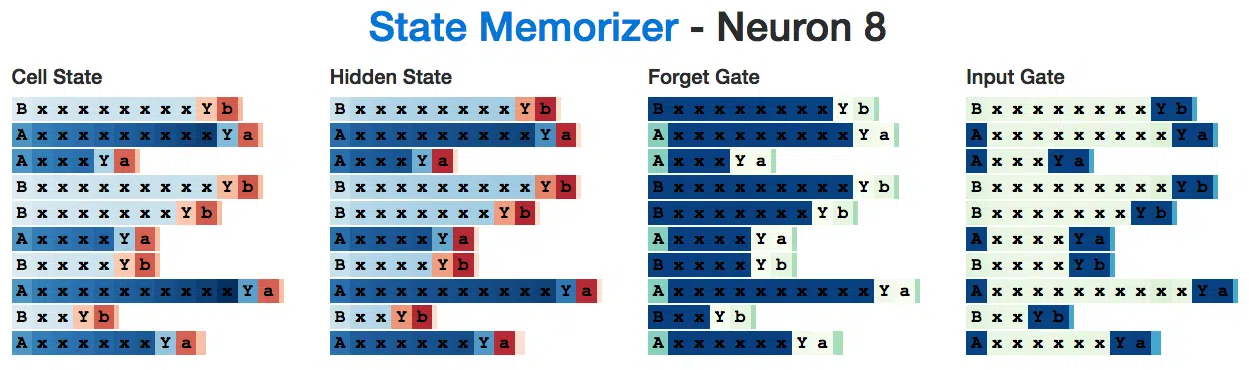 State Memorizer - Neuron 8
Cell State
B x x x x x x x x Y b
A x x x x x x x x x Y a
A x x x Y a
B x x x x x x x x x Y b
B x x x x x x x Y b
A x x x x Y a
B x x x x Y b
A x x x x x x x x x x Y a
B x x Y b
A x x x x x x Y a
Hidden State
B x x x x x x x x Y b
A x x x x x x x x x Y a
A x x x Y a
B x x x x x x x x x Y b
B x x x x x x x Y b
A x x x x Y a
B x x x x Y b
A x x x x x x x x x x Y a
B x x Y b
A x x x x x x Y a
Forget Gate
B x x x x x x x x Y b
A x x x x x x x x x Y a
A x x x Y a
B x x x x x x x x x Y b
B x x x x x x x Y b
A x x x x Y a
B x x x x Y b
A x x x x x x x x x x Y a
B x x Y b
A x x x x x x Y a
Input Gate
B x x x x x x x x Y b
A x x x x x x x x x Y a
A x x x Y a
B x x x x x x x x x Y b
B x x x x x x x Y b
A x x x x Y a
B x x x x Y b
A x x x x x x x x x x Y a
B x x Y b
A x x x x x x Y a